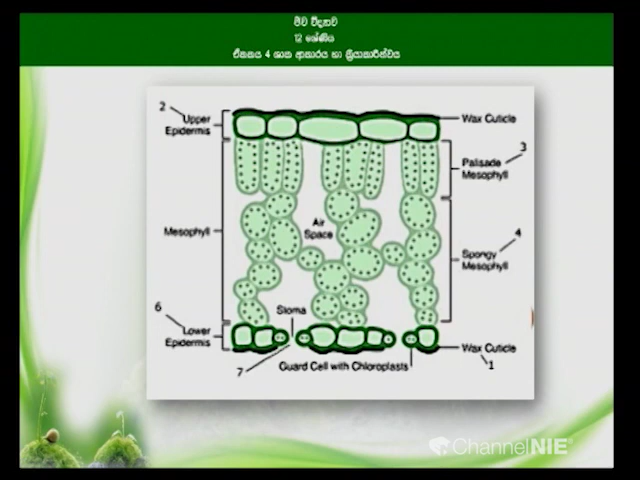 ජීව විද්‍යාව
12 ශ්‍රේණිය
ඒකකය 4 ශාක ආකාරය හා ක්‍රියාකාරීත්වය
2
Upper Epidermis
Wax Cuticle
3
Palisade Mesophyll
Mesophyll
Air Space
4
Spongy Mesophyll
6
Stoma
Lower Epidermis
Wax Cuticle
7
Guard Cell with Chloroplasts
1
ChannelNIE